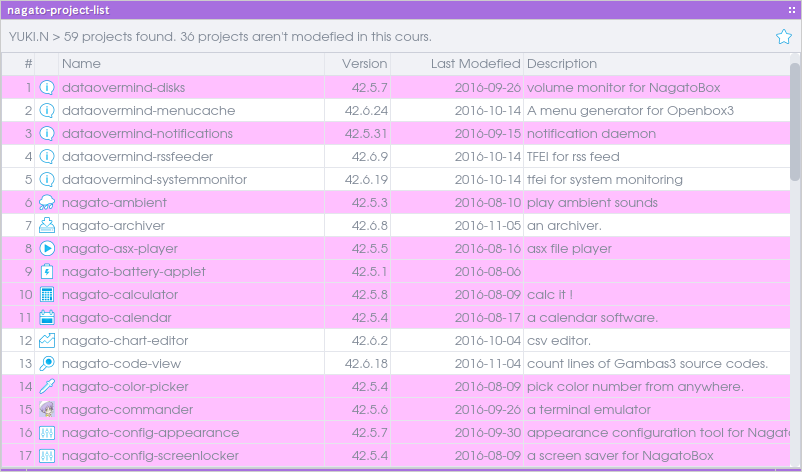 nagato-project-list
YUKI.N > 59 projects found. 36 projects aren't modefied in this cours.
# Name Version Last Modefied Description
1 dataovermind-disks 42.5.7 2016-09-26 volume monitor for NagatoBox
2 dataovermind-menucache 42.6.24 2016-10-14 A menu generator for Openbox3
3 dataovermind-notifications 42.5.31 2016-09-15 notification daemon
4 dataovermind-rssfeeder 42.6.9 2016-10-14 TFEI for rss feed
5 dataovermind-systemmonitor 42.6.19 2016-10-14 tfei for system monitoring
6 nagato-ambient 42.5.3 2016-08-10 play ambient sounds
7 nagato-archiver 42.6.8 2016-11-05 an archiver.
8 nagato-asx-player 42.5.5 2016-08-16 asx file player
9 nagato-battery-applet 42.5.1 2016-08-06
10 nagato-calculator 42.5.8 2016-08-09 calc it !
11 nagato-calendar 42.5.4 2016-08-17 a calendar software.
12 nagato-chart-editor 42.6.2 2016-10-04 csv editor.
13 nagato-code-view 42.6.18 2016-11-04 count lines of Gambas3 source codes.
14 nagato-color-picker 42.5.4 2016-08-09 pick color number from anywhere.
15 nagato-commander 42.5.6 2016-09-26 a terminal emulator
16 nagato-config-appearance 42.5.7 2016-09-30 appearance configuration tool for Nagat
17 nagato-config-screenlocker 42.5.4 2016-08-09 a screen saver for NagatoBox